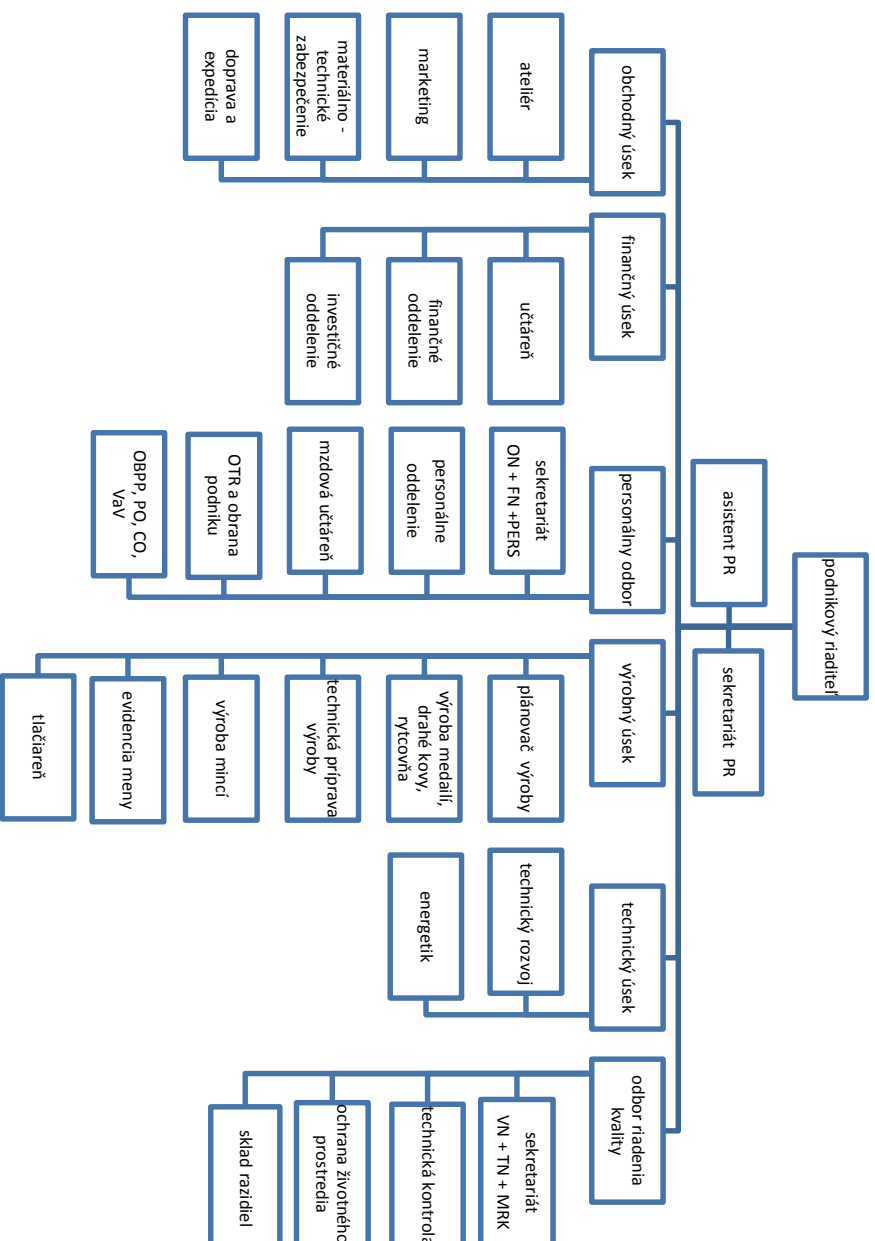 podnikový riaditeľ
asistent PR
sekretariát  PR
obchodný úsek
ateliér
marketing
materiálno -
technické
zabezpečenie
doprava a
expedícia
finančný úsek
učtáreň
finančné
oddelenie
investičné
oddelenie
personálny odbor
sekretariát
ON + FN +PERS
personálne
oddelenie
mzdová učtáreň
OTR a obrana
podniku
OBPP, PO, CO,
VaV
výrobný úsek
plánovač  výroby
výroba medailí,
drahé kovy,
rytcovňa
technická príprava
výroby
výroba mincí
evidencia meny
tlačiareň
technický úsek
technický rozvoj
energetik
odbor riadenia
kvality
sekretariát
VN + TN + MRK
technická kontrola
ochrana životného
prostredia
sklad razidiel